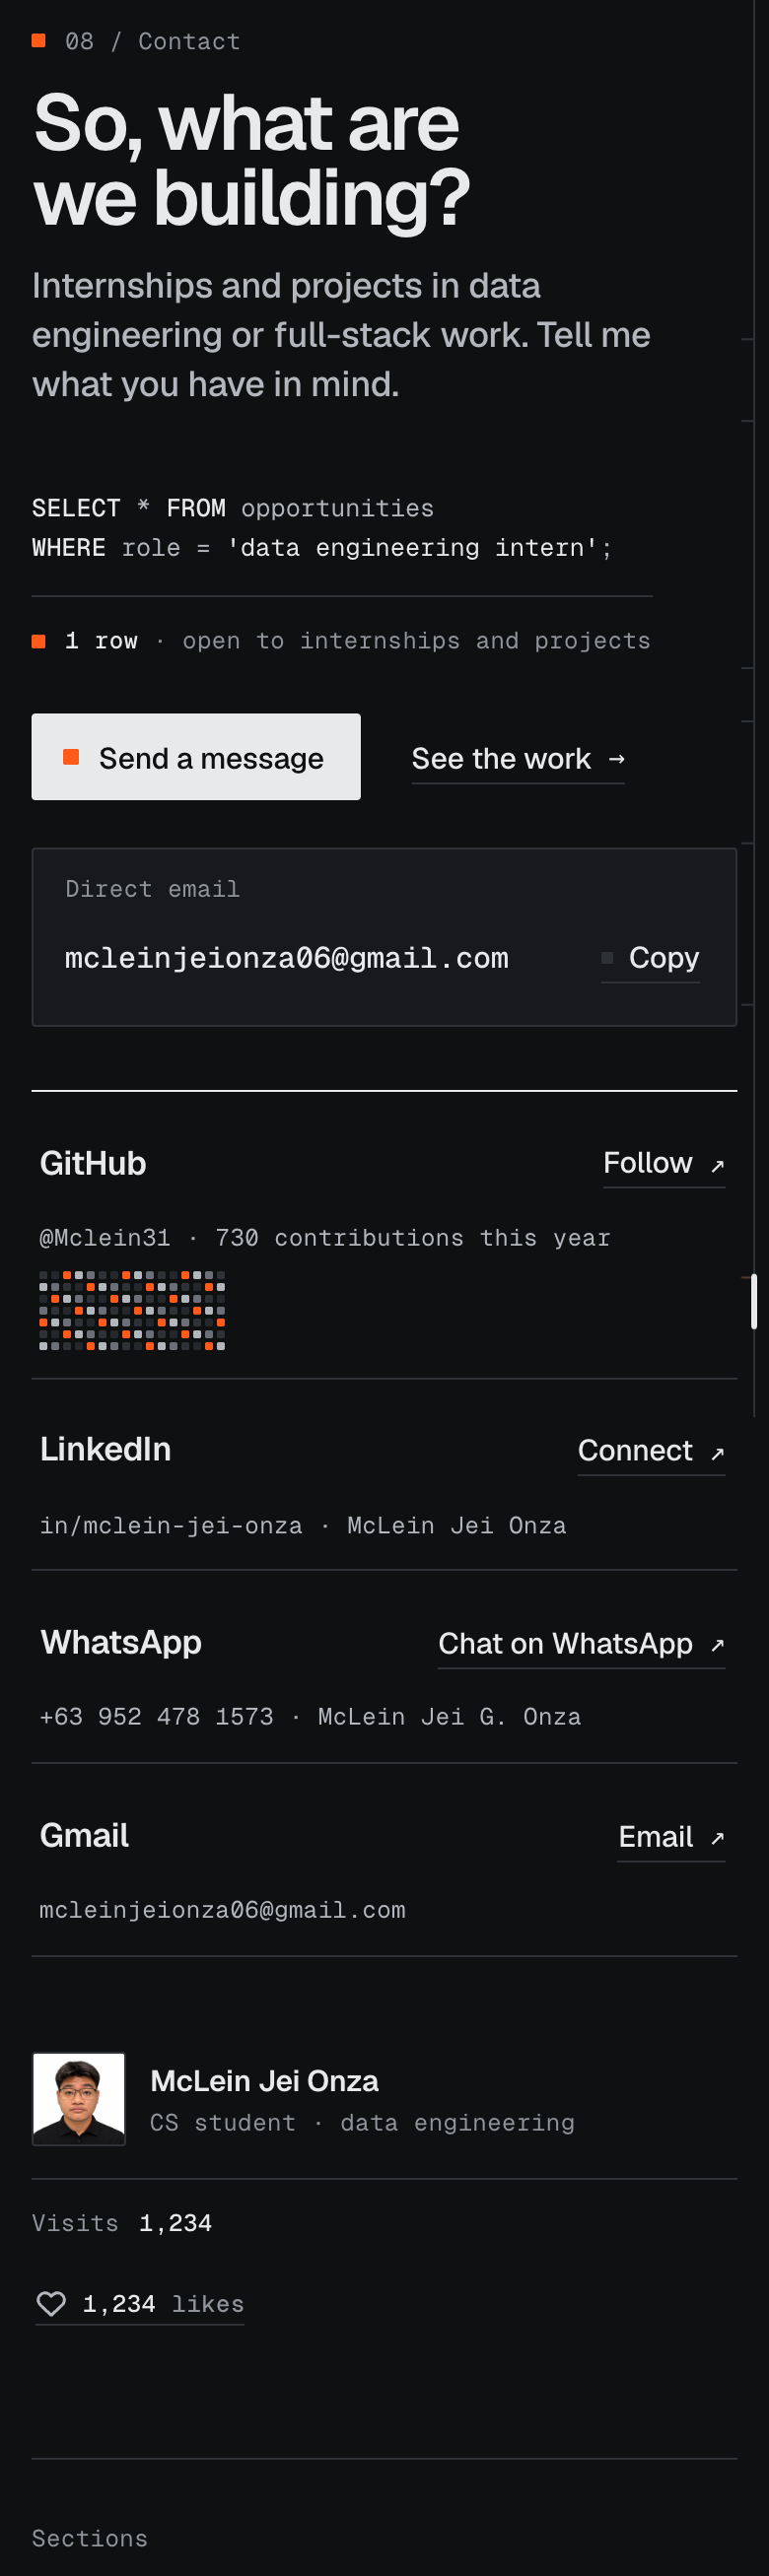 08 / Contact
So, what are
we building?
Internships and projects in data
engineering or full-stack work. Tell me
what you have in mind.
SELECT * FROM opportunities
WHERE role = 'data engineering intern';
1 row · open to internships and projects
Send a message
See the work →
Direct email
mcleinjeionza06@gmail.com
Copy
GitHub
Follow ↗
@Mclein31 · 730 contributions this year
LinkedIn
Connect ↗
in/mclein-jei-onza · McLein Jei Onza
WhatsApp
Chat on WhatsApp ↗
+63 952 478 1573 · McLein Jei G. Onza
Gmail
Email ↗
mcleinjeionza06@gmail.com
McLein Jei Onza
CS student · data engineering
Visits 1,234
1,234 likes
Sections